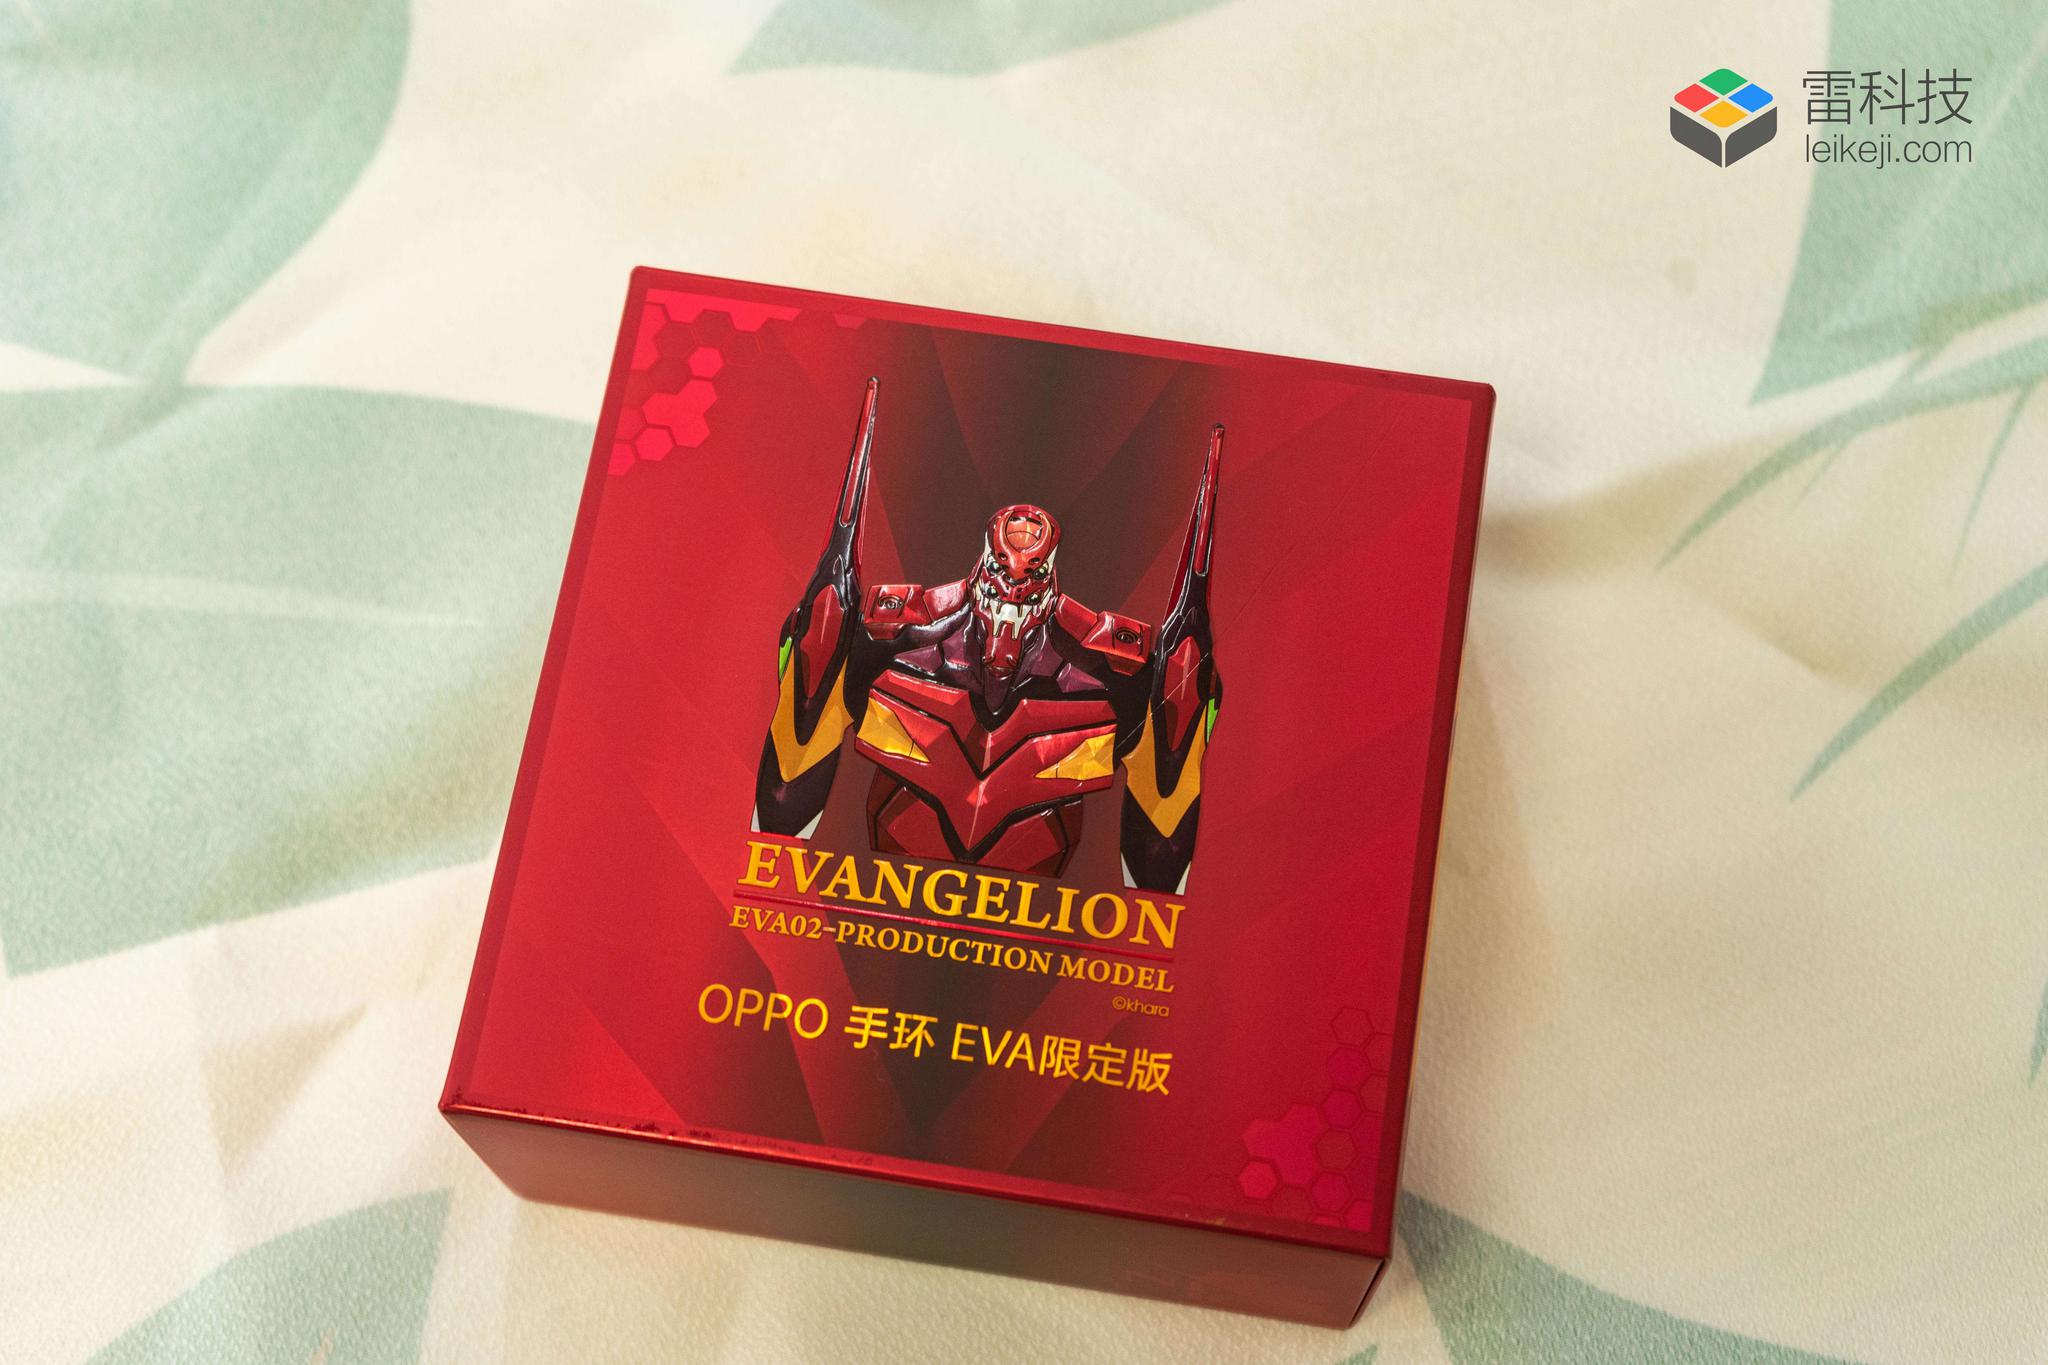 雷科技
leikeji.com
EVANGELION
EVA02-PRODUCTION MODEL
©khara
OPPO 手环 EVA限定版